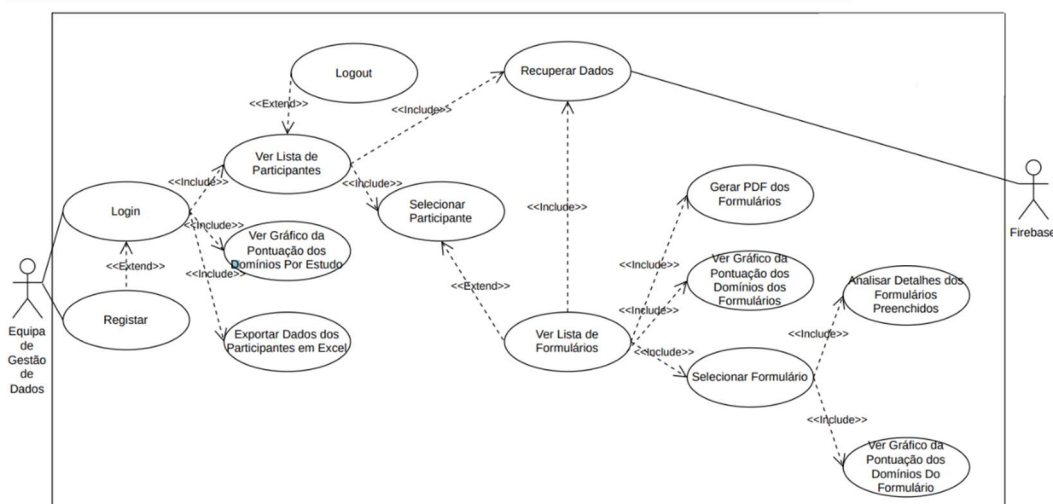 Logout
Recuperar Dados
<<Extend>>
<<Include>>
Ver Lista de
Participantes
<<Include>>
<<Include>>
Login
Selecionar
Participante
Gerar PDF dos
Formulários
Firebase
<<Include>>
<<Include>>
Ver Gráfico da
Pontuação dos
Domínios Por Estudo
<<Extend>>
<<Include>>
<<Include>>
Ver Gráfico da
Pontuação dos
Domínios dos
Formulários
Analisar Detalhes dos
Formulários
Preenchidos
<<Extend>>
<<Include>>
Registar
Equipa
de
Gestão
de
Dados
Exportar Dados dos
Participantes em Excel
Ver Lista de
Formulários
<<Include>>
<<Include>>
Selecionar Formulário
<<Include>>
Ver Gráfico da
Pontuação dos
Domínios Do
Formulário